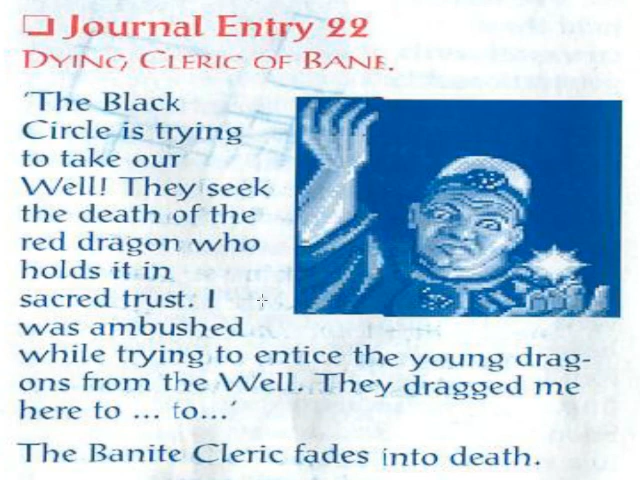 ❏ Journal Entry 22
DYING CLERIC OF BANE.
'The Black
Circle is trying
to take our
Well! They seek
the death of the
red dragon who
holds it in
sacred trust. I
was ambushed
while trying to entice the young drag-
ons from the Well. They dragged me
here to ... to...'
The Banite Cleric fades into death.